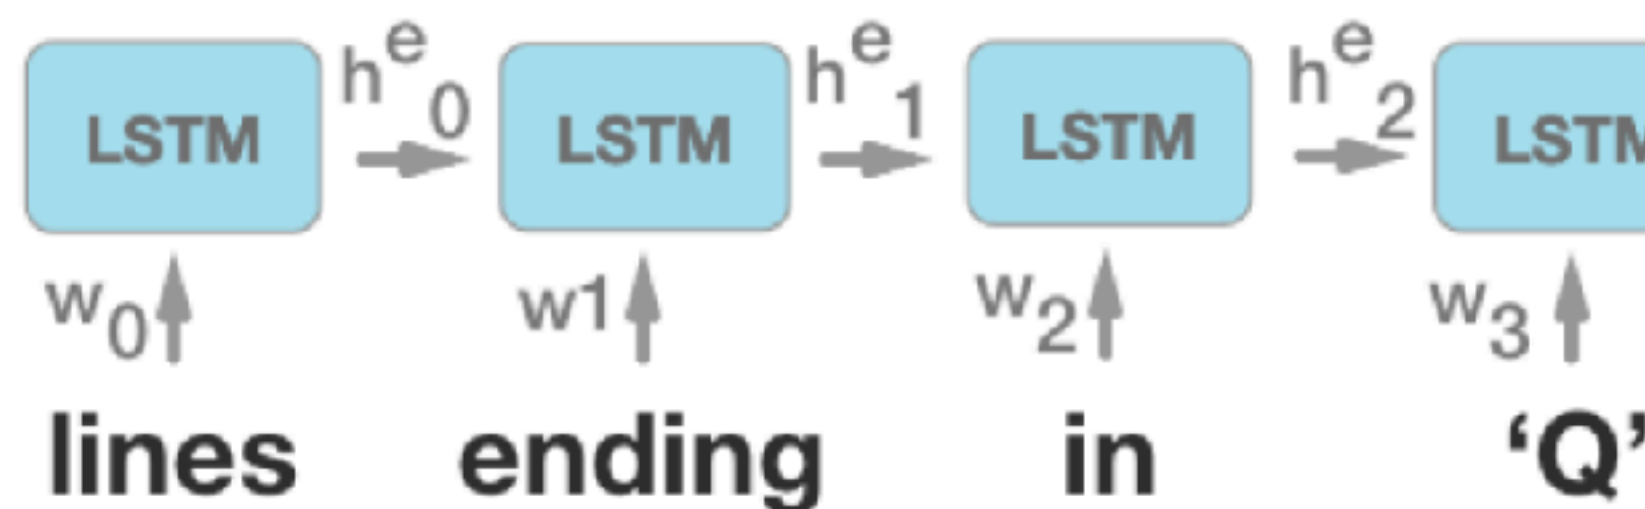 h^e_0 h^e_1 h^e_2
LSTM LSTM LSTM LSTM
w_0 w1 w_2 w_3
lines ending in ‘Q’